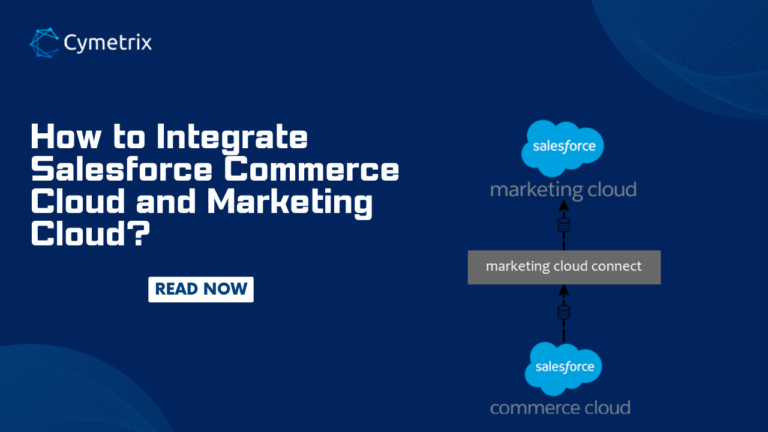 Cymetrix
How to Integrate
Salesforce Commerce
Cloud and Marketing
Cloud?
READ NOW
salesforce
marketing cloud
marketing cloud connect
salesforce
commerce cloud